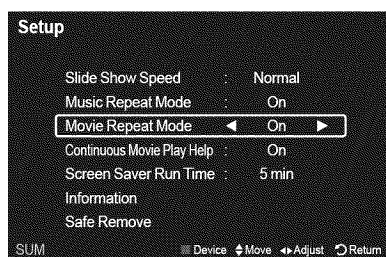 Setup
Slide Show Speed : Normal
Music Repeat Mode : On
Movie Repeat Mode ◄ On ►
Continuous Movie Play Help : On
Screen Saver Run Time : 5 min
Information
Safe Remove
SUM Device Move Adjust Return